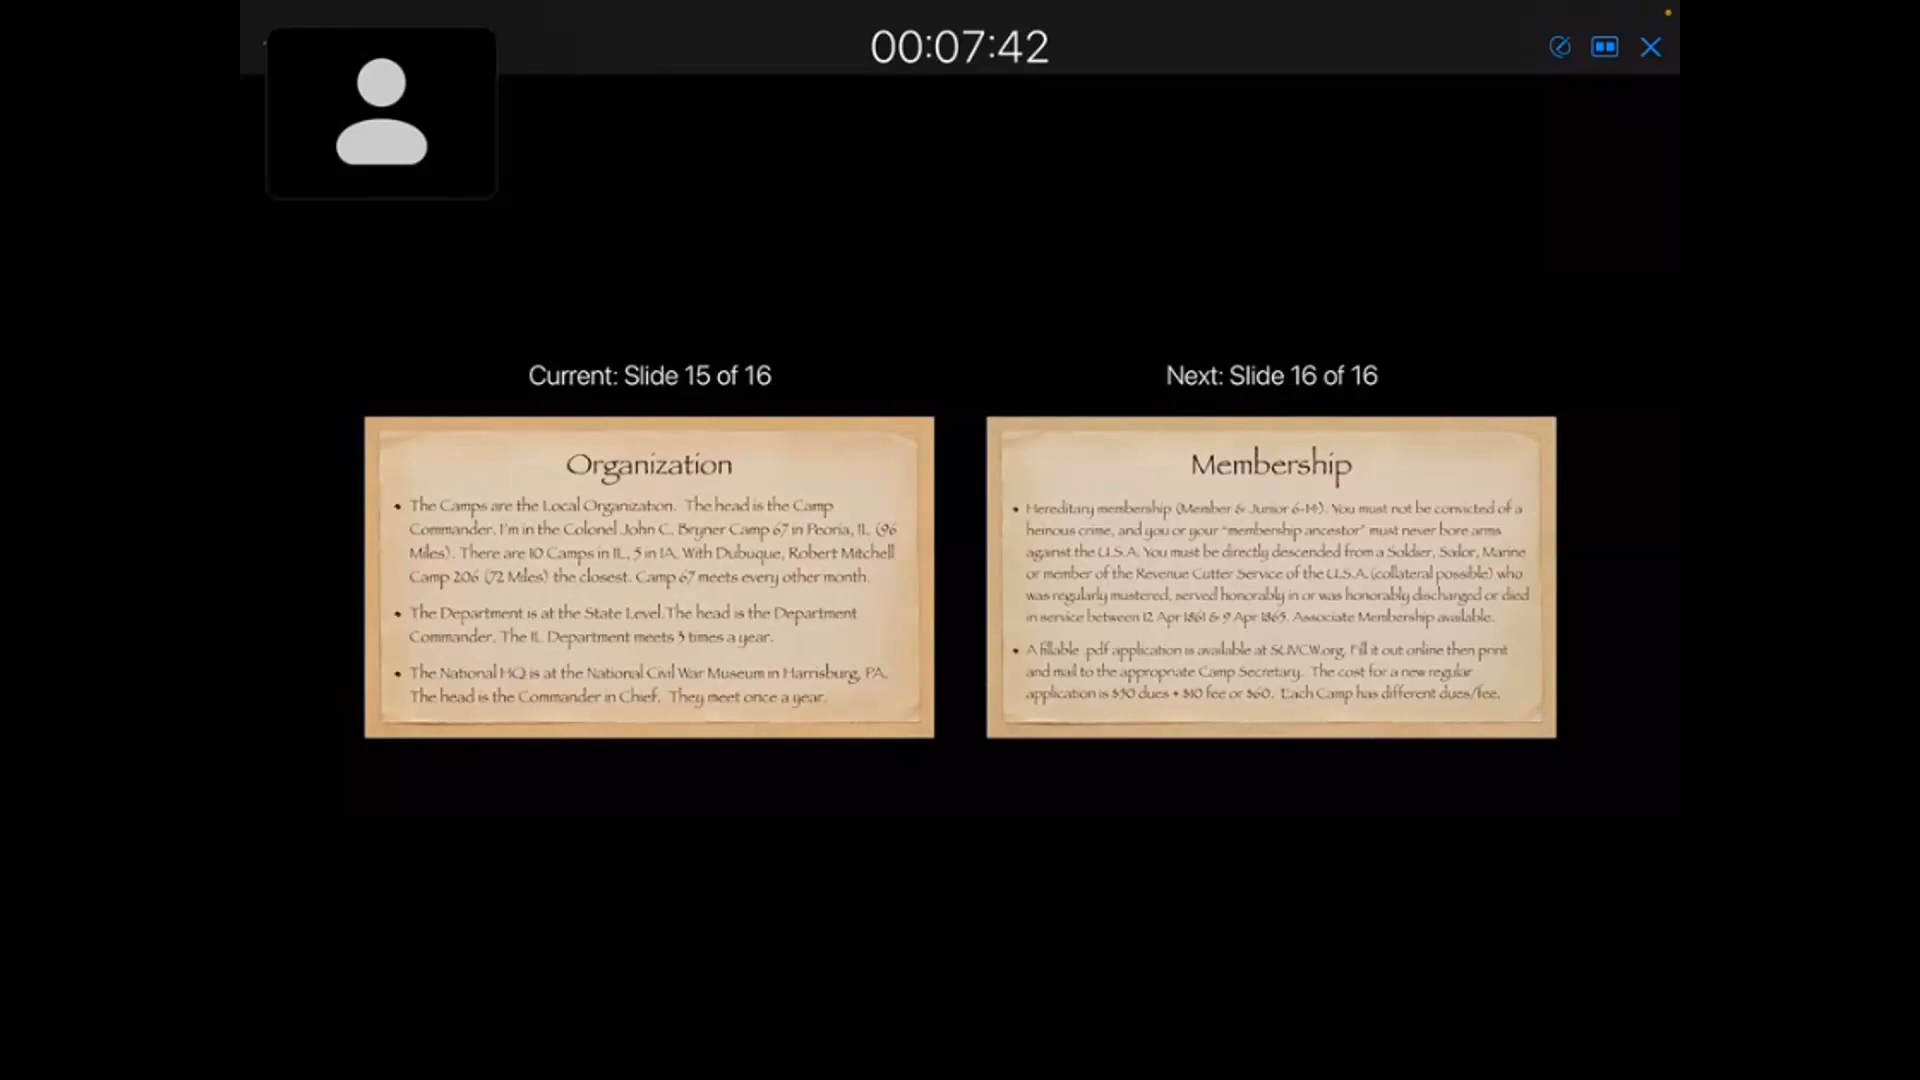 00:07:42
Current: Slide 15 of 16
Organization
• The Camps are the Local Organization. The head is the Camp
Commander. I'm in the Colonel John C. Bryner Camp 67 in Peoria, IL (96
Miles). There are 10 Camps in IL, 5 in IA. With Dubuque, Robert Mitchell
Camp 206 (72 Miles) the closest. Camp 67 meets every other month.
• The Department is at the State Level. The head is the Department
Commander. The IL Department meets 3 times a year.
• The National HQ is at the National Civil War Museum in Harrisburg, PA.
The head is the Commander in Chief. They meet once a year.
Next: Slide 16 of 16
Membership
• Hereditary membership (Member & Junior 6-14). You must not be convicted of a
heinous crime, and you or your "membership ancestor" must never bore arms
against the U.S.A. You must be directly descended from a Soldier, Sailor, Marine
or member of the Revenue Cutter Service of the U.S.A. (collateral possible) who
was regularly mustered, served honorably in or was honorably discharged or died
in service between 12 Apr 1861 & 9 Apr 1865. Associate Membership available.
• A fillable .pdf application is available at SUVCW.org. Fill it out online then print
and mail to the appropriate Camp Secretary. The cost for a new regular
application is $50 dues + $10 fee or $60. Each Camp has different dues/fee.